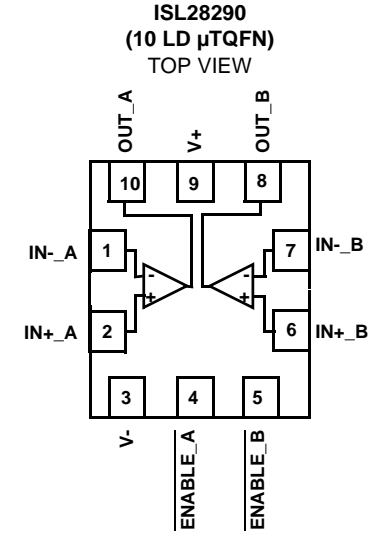 ISL28290
(10 LD µTQFN)
TOP VIEW
OUT_A
V+
OUT_B
10
9
8
IN-_A
1
-
+
-
+
7
IN-_B
IN+_A
2
6
IN+_B
3
4
5
V-
ENABLE_A
ENABLE_B